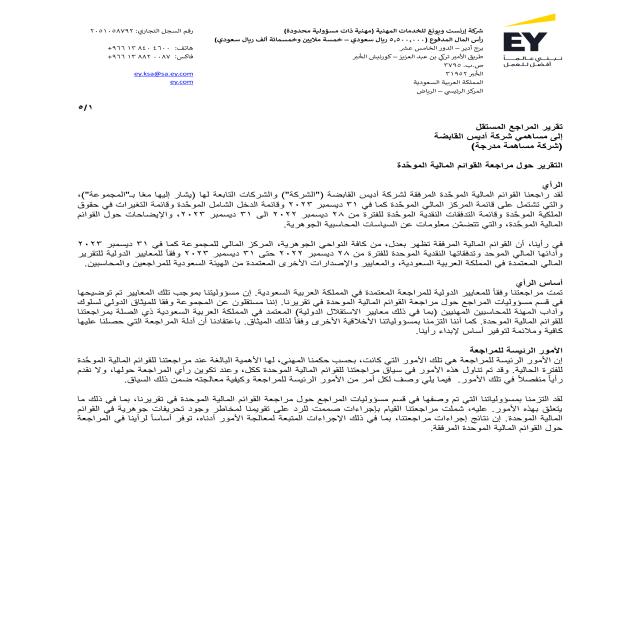 EY
نبني عالماً
أفضل للعمل
شركة إرنست ويونغ للخدمات المهنية (مهنية ذات مسؤولية محدودة)
رأس المال المدفوع (٥,٥٠٠,٠٠٠ ريال سعودي – خمسة ملايين وخمسمائة ألف ريال سعودي)
برج أدير – الدور الخامس عشر
طريق الأمير تركي بن عبد العزيز – كورنيش الخبر
ص.ب. ٣٧٩٥
الخبر ٣١٩٥٢
المملكة العربية السعودية
المركز الرئيسي – الرياض
رقم السجل التجاري: ٢٠٥١٠٥٨٧٩٢
هاتف: ٤٦٠٠ ٨٤٠ ١٣ ٩٦٦+
فاكس: ٠٠٨٧ ٨٨٢ ١٣ ٩٦٦+
ey.ksa@sa.ey.com
ey.com
٥/١
تقرير المراجع المستقل
إلى مساهمي شركة أديس القابضة
(شركة مساهمة مدرجة)
التقرير حول مراجعة القوائم المالية الموحّدة
الرأي
لقد راجعنا القوائم المالية الموحّدة المرفقة لشركة أديس القابضة ("الشركة") والشركات التابعة لها (يشار إليها معًا بـ"المجموعة")،
والتي تشتمل على قائمة المركز المالي الموحّدة كما في ٣١ ديسمبر ٢٠٢٣ وقائمة الدخل الشامل الموحّدة وقائمة التغيرات في حقوق
الملكية الموحّدة وقائمة التدفقات النقدية الموحّدة للفترة من ٢٨ ديسمبر ٢٠٢٢ الى ٣١ ديسمبر ٢٠٢٣، والإيضاحات حول القوائم
المالية الموحّدة، والتي تتضمّن معلومات عن السياسات المحاسبية الجوهرية.
في رأينا، أن القوائم المالية المرفقة تظهر بعدل، من كافة النواحي الجوهرية، المركز المالي للمجموعة كما في ٣١ ديسمبر ٢٠٢٣
وأدائها المالي الموحد وتدفقاتها النقدية الموحدة للفترة من ٢٨ ديسمبر ٢٠٢٢ حتى ٣١ ديسمبر ٢٠٢٣ وفقاً للمعايير الدولية للتقرير
المالي المعتمدة في المملكة العربية السعودية، والمعايير والإصدارات الأخرى المعتمدة من الهيئة السعودية للمراجعين والمحاسبين.
أساس الرأي
تمت مراجعتنا وفقاً للمعايير الدولية للمراجعة المعتمدة في المملكة العربية السعودية. إن مسؤوليتنا بموجب تلك المعايير تم توضيحها
في قسم مسؤوليات المراجع حول مراجعة القوائم المالية الموحدة في تقريرنا. إننا مستقلون عن المجموعة وفقاً للميثاق الدولي لسلوك
وآداب المهنة للمحاسبين المهنيين (بما في ذلك معايير الاستقلال الدولية) المعتمد في المملكة العربية السعودية ذي الصلة بمراجعتنا
للقوائم المالية الموحدة. كما أننا التزمنا بمسؤولياتنا الأخلاقية الأخرى وفقاً لذلك الميثاق. باعتقادنا أن أدلة المراجعة التي حصلنا عليها
كافية وملائمة لتوفير أساس لإبداء رأينا.
الأمور الرئيسة للمراجعة
إن الأمور الرئيسة للمراجعة هي تلك الأمور التي كانت، بحسب حكمنا المهني، لها الأهمية البالغة عند مراجعتنا للقوائم المالية الموحّدة
للفترة الحالية. وقد تم تناول هذه الأمور في سياق مراجعتنا للقوائم المالية الموحدة ككل، وعند تكوين رأي المراجعة حولها، ولا نقدم
رأياً منفصلاً في تلك الأمور. فيما يلي وصف لكل أمر من الأمور الرئيسة للمراجعة وكيفية معالجته ضمن ذلك السياق.
لقد التزمنا بمسؤولياتنا التي تم وصفها في قسم مسؤوليات المراجع حول مراجعة القوائم المالية الموحدة في تقريرنا، بما في ذلك ما
يتعلق بهذه الأمور. عليه، شملت مراجعتنا القيام بإجراءات صممت للرد على تقويمنا لمخاطر وجود تحريفات جوهرية في القوائم
المالية الموحدة. إن نتائج إجراءات مراجعتنا، بما في ذلك الإجراءات المتبعة لمعالجة الأمور أدناه، توفر أساساً لرأينا في المراجعة
حول القوائم المالية الموحدة المرفقة.